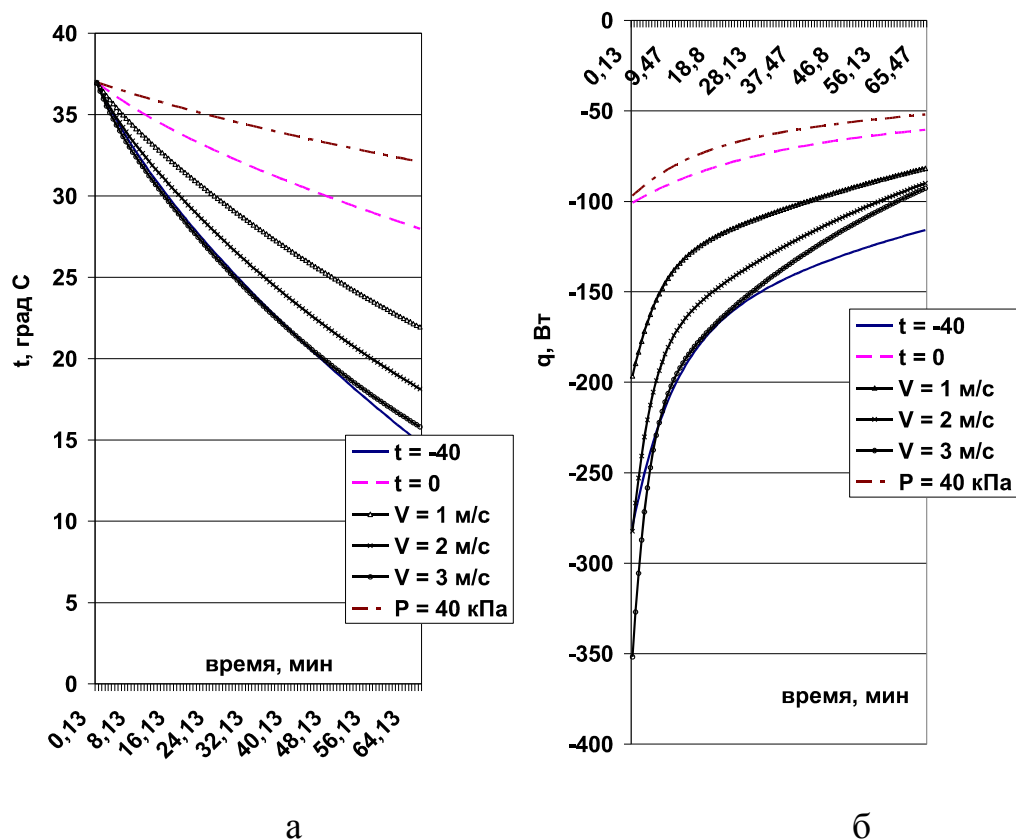 40
35
30
25
20
15
10
5
0
t, град С
время, мин
0,13
8,13
16,13
24,13
32,13
40,13
48,13
56,13
64,13
t = -40
t = 0
V = 1 м/с
V = 2 м/с
V = 3 м/с
P = 40 кПа
а
0
-50
-100
-150
-200
-250
-300
-350
-400
q, Вт
0,13
9,47
18,8
28,13
37,47
46,8
56,13
65,47
t = -40
t = 0
V = 1 м/с
V = 2 м/с
V = 3 м/с
P = 40 кПа
время, мин
б